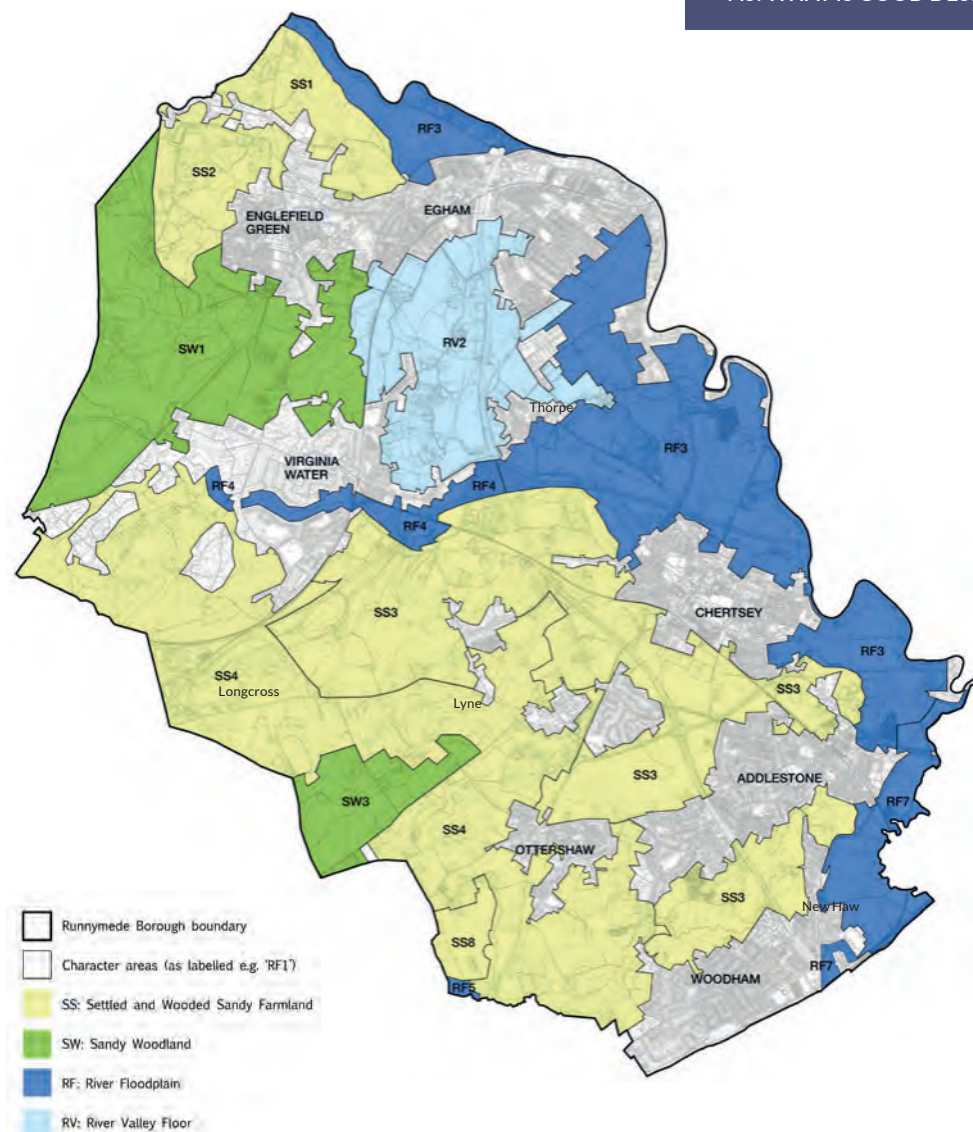 SS1
RF3
SS2
ENGLEFIELD
GREEN
EGHAM
RV2
SW1
Thorpe
RF3
VIRGINIA
WATER
RF4
RF4
RF4
CHERTSEY
SS3
RF3
SS4
Longcross
Lyne
SS3
SS3
ADDLESTONE
SW3
RF7
SS4
OTTERSHAW
SS3
New Haw
SS8
WOODHAM
RF7
RF5
Runnymede Borough boundary
Character areas (as labelled e.g. 'RF1')
SS: Settled and Wooded Sandy Farmland
SW: Sandy Woodland
RF: River Floodplain
RV: River Valley Floor